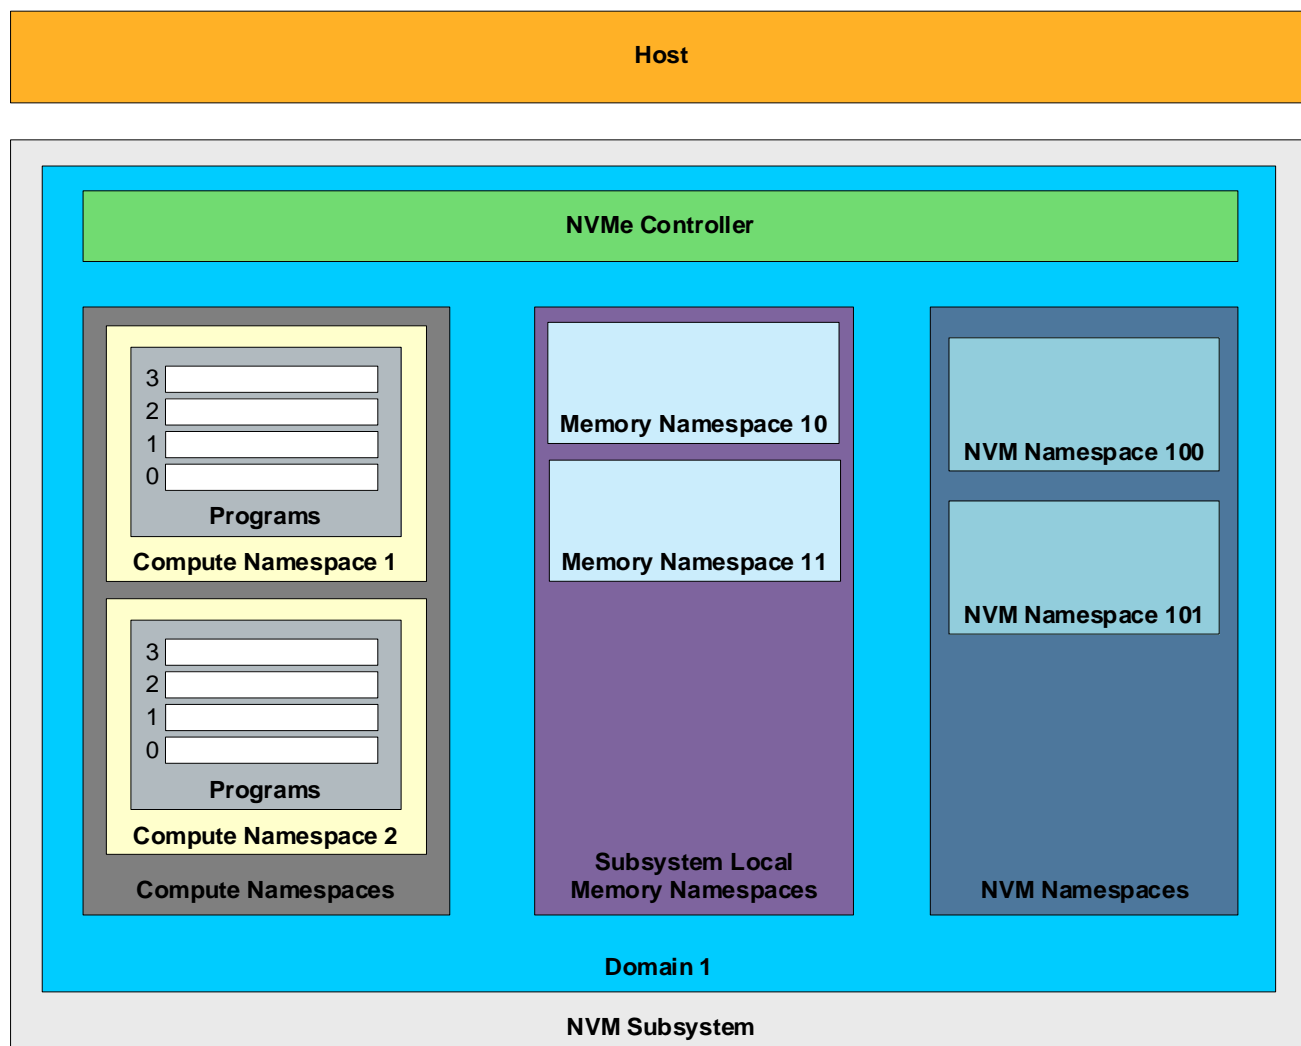 Host
NVMe Controller
3
2
1
0
Programs
Compute Namespace 1
3
2
1
0
Programs
Compute Namespace 2
Compute Namespaces
Memory Namespace 10
Memory Namespace 11
Subsystem Local
Memory Namespaces
NVM Namespace 100
NVM Namespace 101
NVM Namespaces
Domain 1
NVM Subsystem